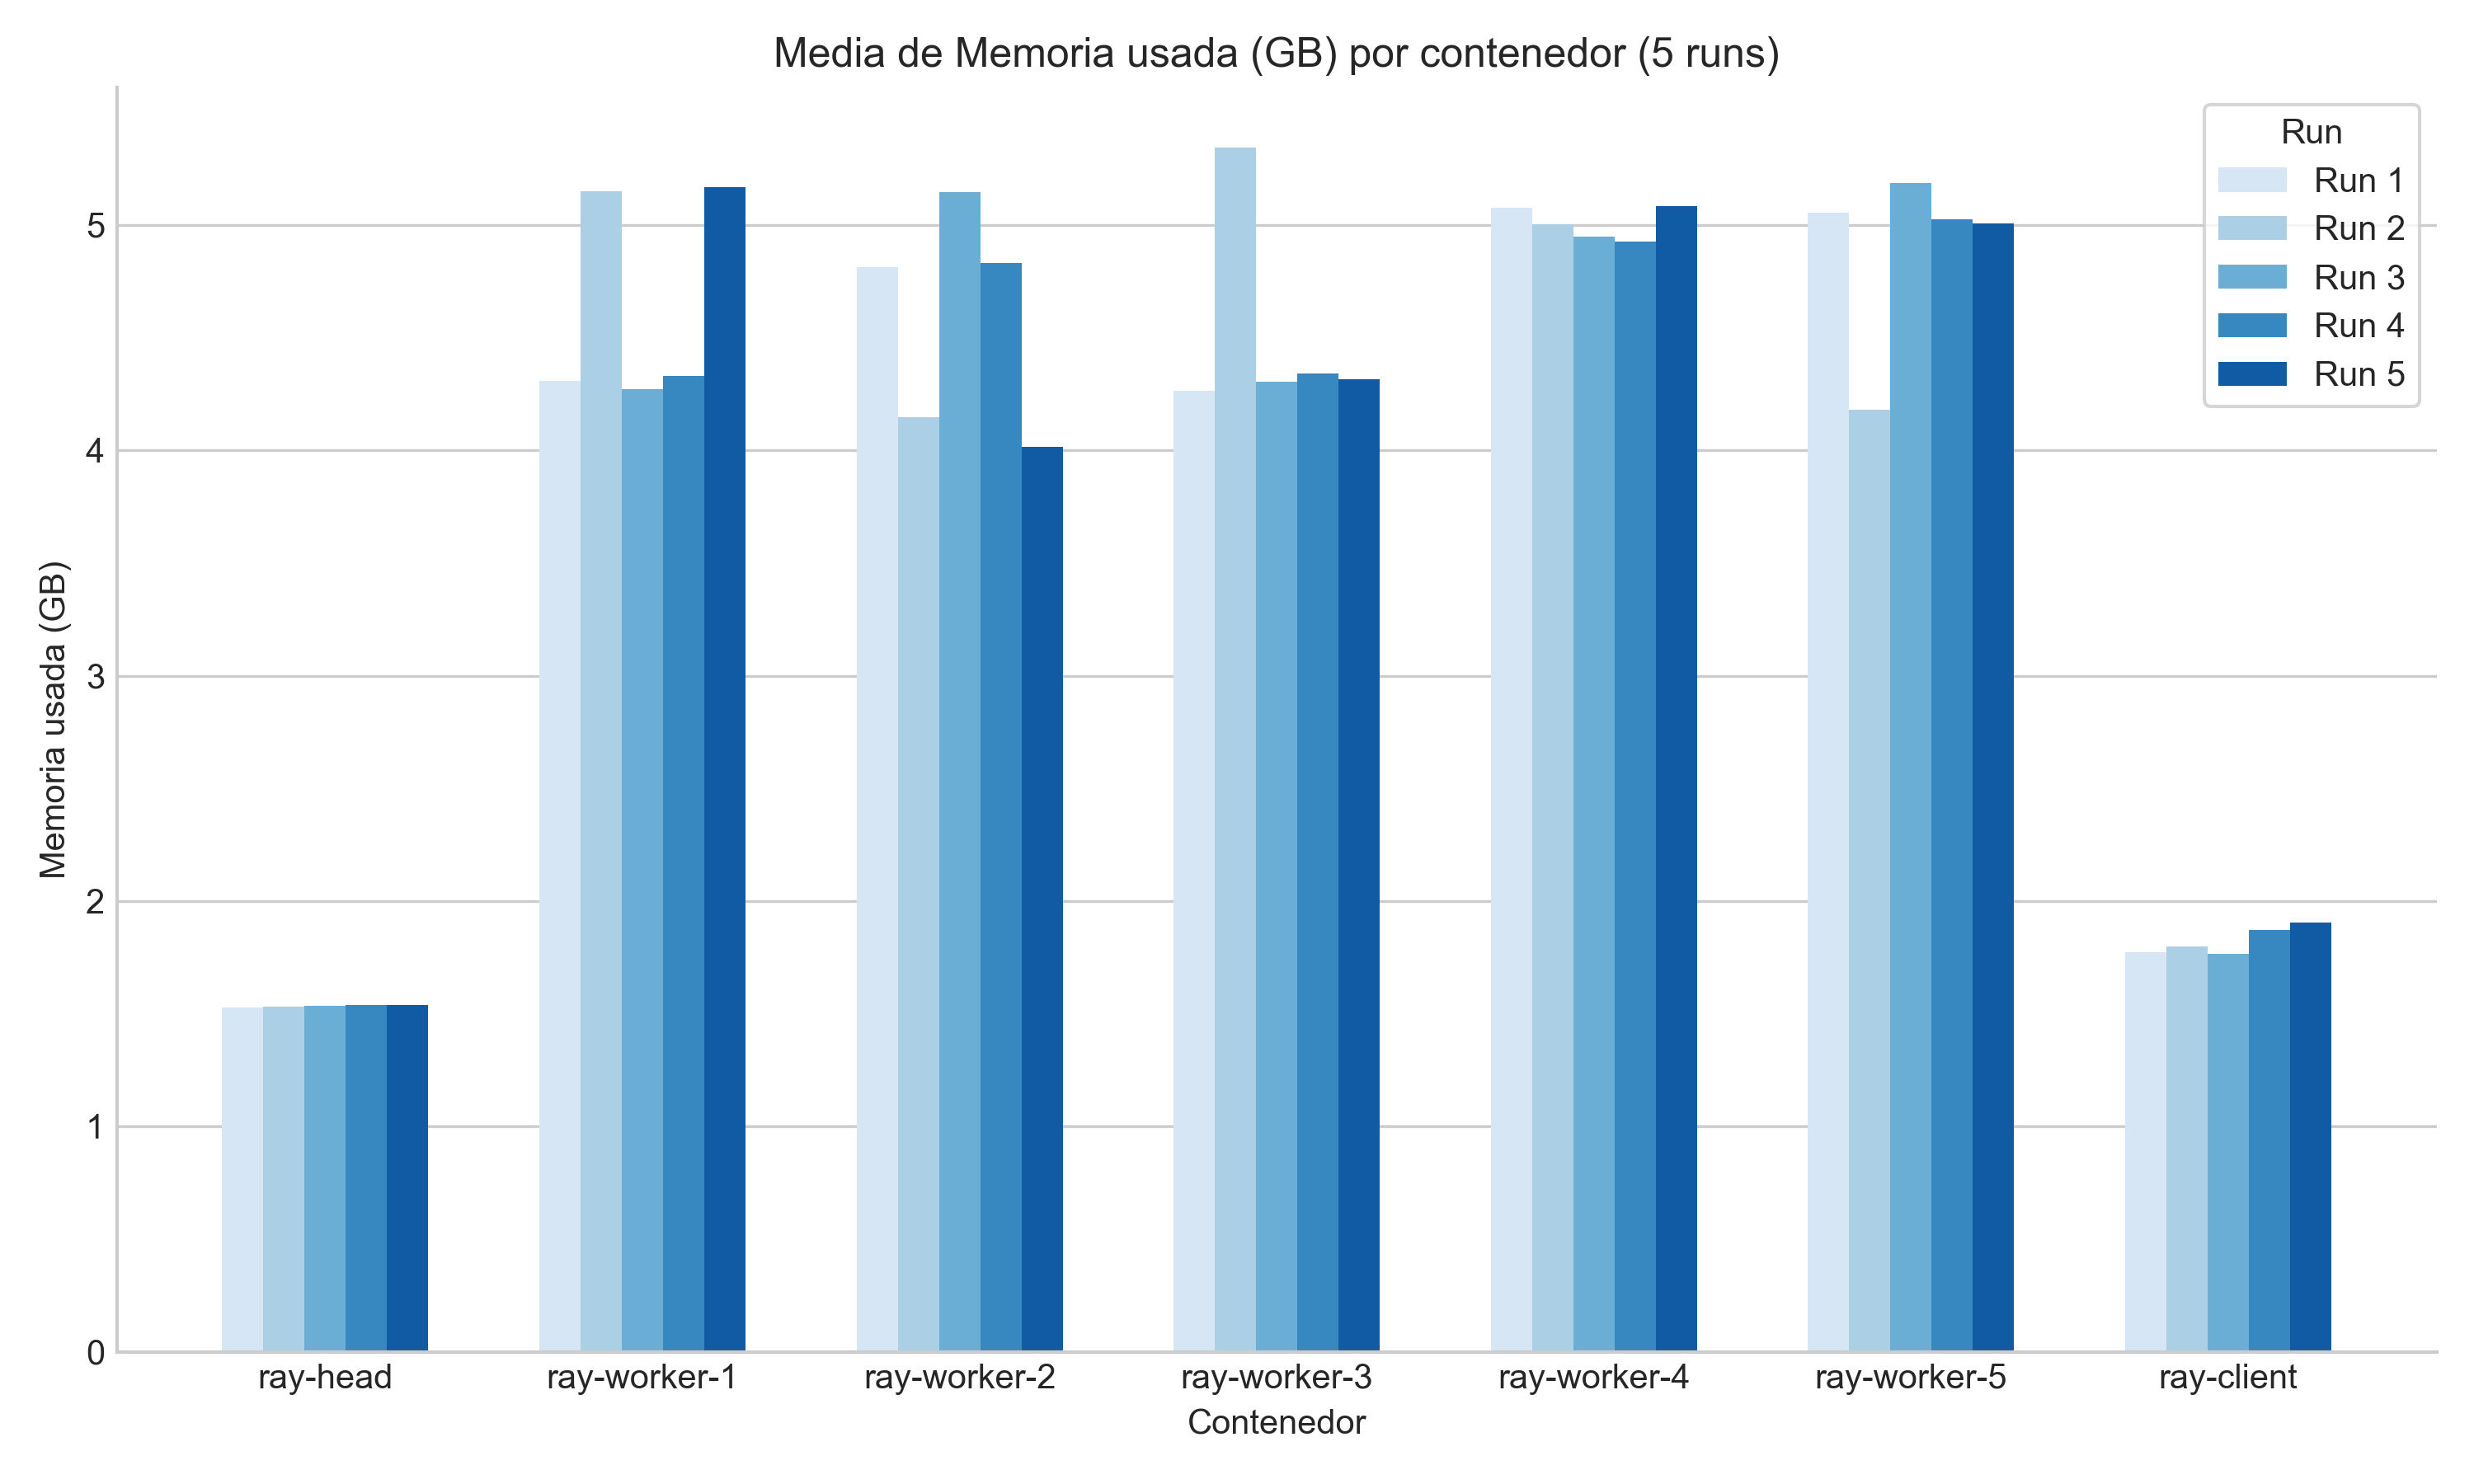 Media de Memoria usada (GB) por contenedor (5 runs)
Run
Run 1
Run 2
Run 3
Run 4
Run 5
Memoria usada (GB)
5
4
3
2
1
0
ray-head
ray-worker-1
ray-worker-2
ray-worker-3
ray-worker-4
ray-worker-5
ray-client
Contenedor